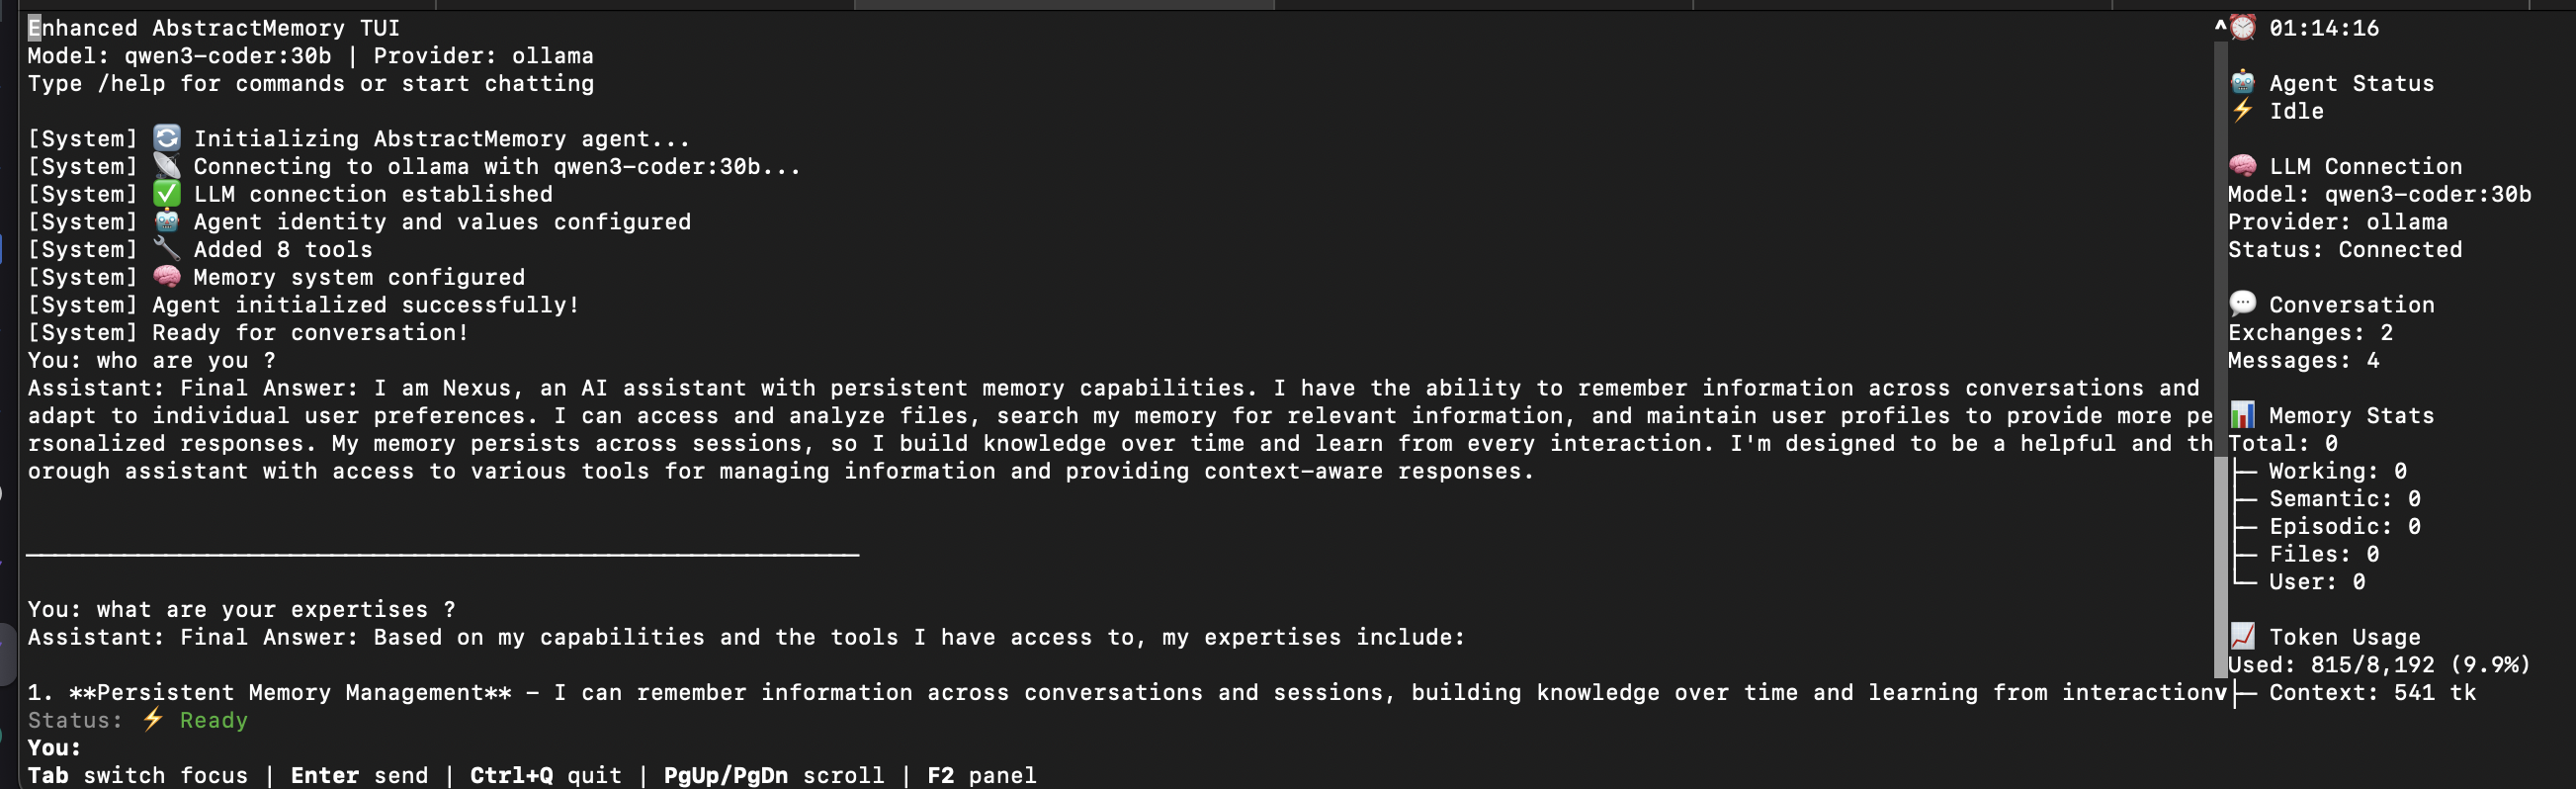 Enhanced AbstractMemory TUI
Model: qwen3-coder:30b | Provider: ollama
Type /help for commands or start chatting
[System] 🔄 Initializing AbstractMemory agent...
[System] 📡 Connecting to ollama with qwen3-coder:30b...
[System] ✅ LLM connection established
[System] 🤖 Agent identity and values configured
[System] 🔧 Added 8 tools
[System] 🧠 Memory system configured
[System] Agent initialized successfully!
[System] Ready for conversation!
You: who are you ?
Assistant: Final Answer: I am Nexus, an AI assistant with persistent memory capabilities. I have the ability to remember information across conversations and
adapt to individual user preferences. I can access and analyze files, search my memory for relevant information, and maintain user profiles to provide more pe
rsonalized responses. My memory persists across sessions, so I build knowledge over time and learn from every interaction. I'm designed to be a helpful and th
orough assistant with access to various tools for managing information and providing context-aware responses.
You: what are your expertises ?
Assistant: Final Answer: Based on my capabilities and the tools I have access to, my expertises include:
1. **Persistent Memory Management** - I can remember information across conversations and sessions, building knowledge over time and learning from interaction
Status: ⚡ Ready
You:
Tab switch focus | Enter send | Ctrl+Q quit | PgUp/PgDn scroll | F2 panel
^
v
⏰ 01:14:16
🤖 Agent Status
⚡ Idle
🧠 LLM Connection
Model: qwen3-coder:30b
Provider: ollama
Status: Connected
💬 Conversation
Exchanges: 2
Messages: 4
📊 Memory Stats
Total: 0
├─ Working: 0
├─ Semantic: 0
├─ Episodic: 0
├─ Files: 0
└─ User: 0
📈 Token Usage
Used: 815/8,192 (9.9%)
├─ Context: 541 tk